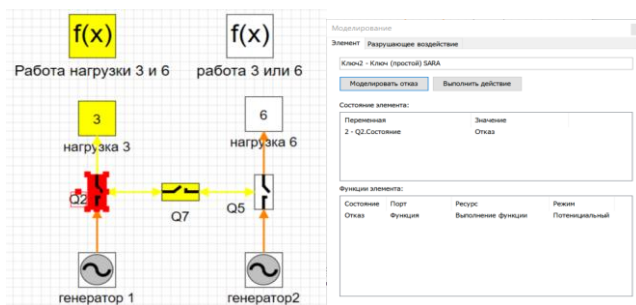 f(x)
f(x)
Работа нагрузки 3 и 6
работа 3 или 6
3
6
нагрузка 3
нагрузка 6
Q2
Q7
Q5
генератор 1
генератор2
Моделирование
Элемент Разрушающее воздействие
Ключ2 - Ключ (простой) SARA
Моделировать отказ Выполнить действие
Состояние элемента:
Переменная Значение
2 - Q2.Состояние Отказ
Функции элемента:
Состояние Порт Ресурс Режим
Отказ Функция Выполнение функции Потенциальный